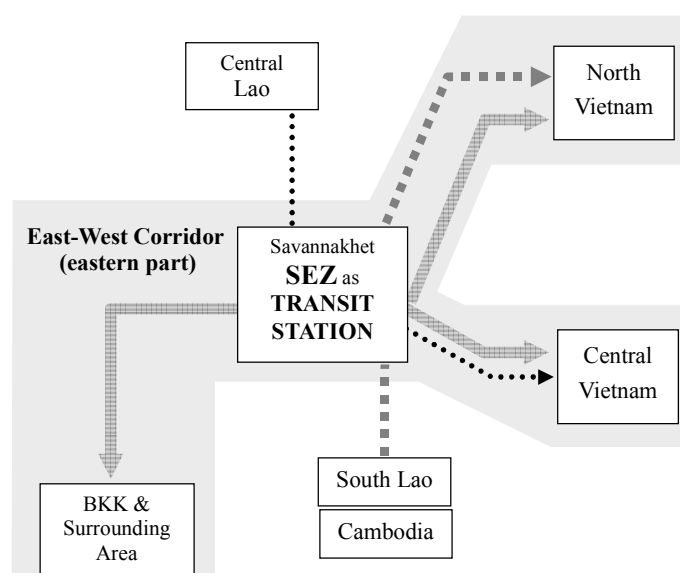 Central
Lao
North
Vietnam
East-West Corridor
(eastern part)
Savannakhet
SEZ as
TRANSIT
STATION
Central
Vietnam
South Lao
Cambodia
BKK &
Surrounding
Area